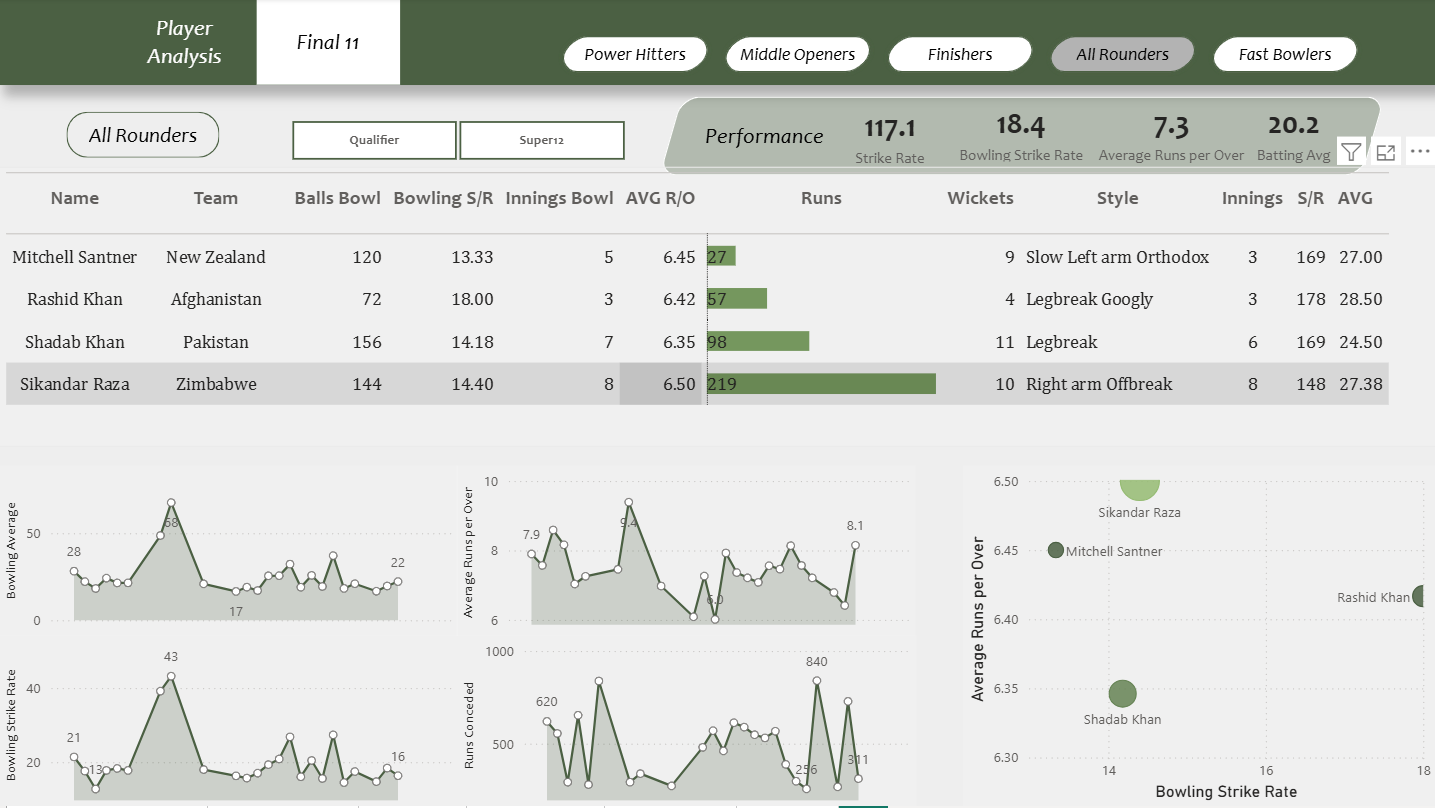 Player
Analysis
Final 11
Power Hitters
Middle Openers
Finishers
All Rounders
Fast Bowlers
All Rounders
Qualifier
Super12
Performance
117.1
Strike Rate
18.4
Bowling Strike Rate
7.3
Average Runs per Over
20.2
Batting Avg
Name Team Balls Bowl Bowling S/R Innings Bowl AVG R/O Runs Wickets Style Innings S/R AVG
Mitchell Santner New Zealand 120 13.33 5 6.45 27 9 Slow Left arm Orthodox 3 169 27.00
Rashid Khan Afghanistan 72 18.00 3 6.42 57 4 Legbreak Googly 3 178 28.50
Shadab Khan Pakistan 156 14.18 7 6.35 98 11 Legbreak 6 169 24.50
Sikandar Raza Zimbabwe 144 14.40 8 6.50 219 10 Right arm Offbreak 8 148 27.38
Bowling Average
50
0
28
68
17
22
Average Runs per Over
10
8
6
7.9
9.4
6.0
8.1
Bowling Strike Rate
40
20
21
13
43
16
Runs Conceded
1000
500
620
840
256
311
Average Runs per Over
6.50
6.45
6.40
6.35
6.30
Sikandar Raza
Mitchell Santner
Rashid Khan
Shadab Khan
14
16
18
Bowling Strike Rate